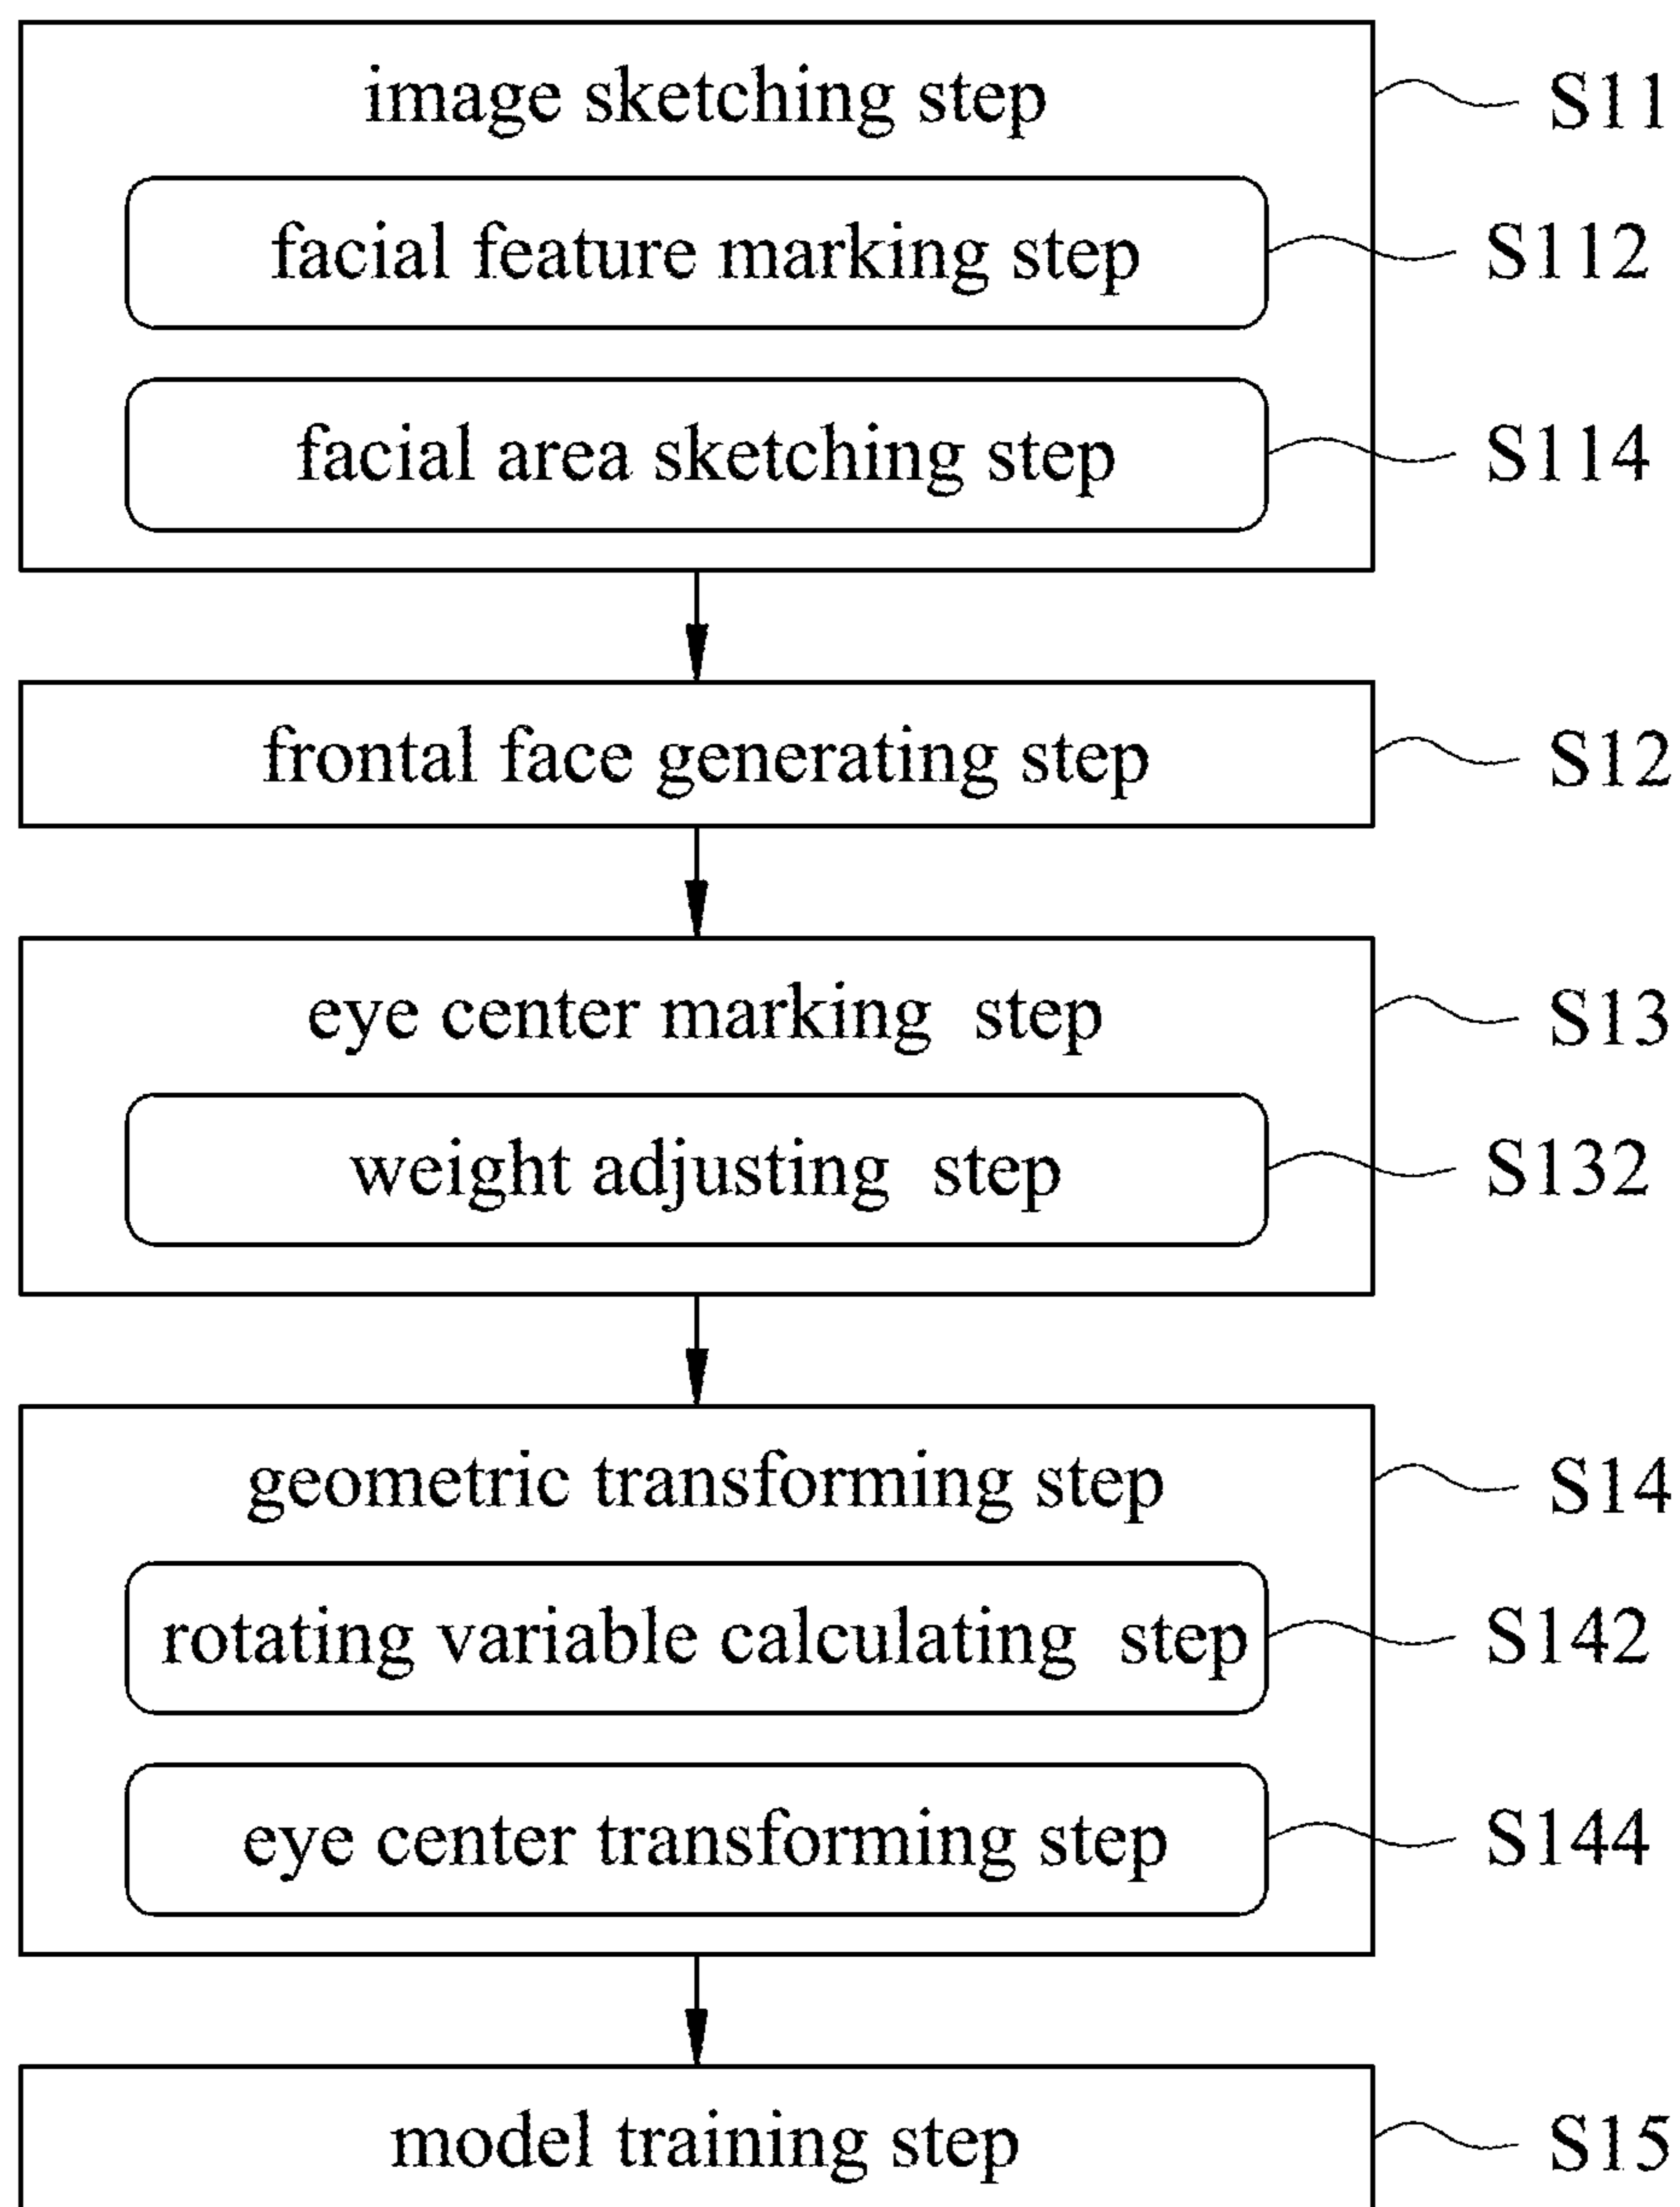 image sketching step S11
facial feature marking step S112
facial area sketching step S114
frontal face generating step S12
eye center marking step S13
weight adjusting step S132
geometric transforming step S14
rotating variable calculating step S142
eye center transforming step S144
model training step S15